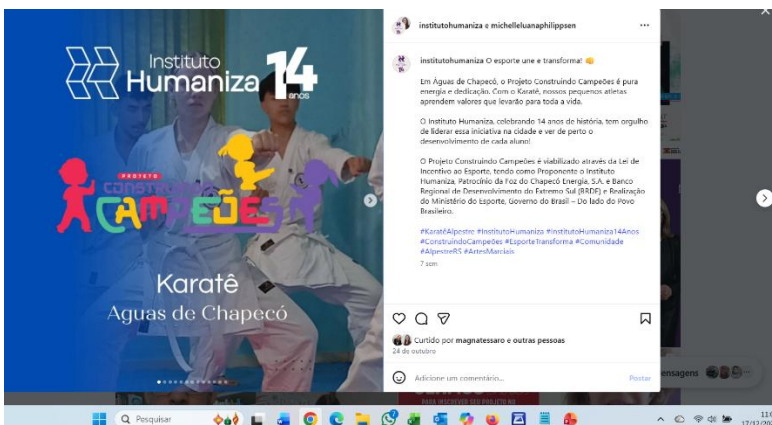 Instituto
Humaniza
14
anos
PROJETO
CONSTRUINDO
CAMPEÕES
Karatê
Aguas de Chapecó
institutohumaniza e michelleluanaphilippsen
institutohumaniza O esporte une e transforma!
Em Águas de Chapecó, o Projeto Construindo Campeões é pura
energia e dedicação. Com o Karatê, nossos pequenos atletas
aprendem valores que levarão para toda a vida.
O Instituto Humaniza, celebrando 14 anos de história, tem orgulho
de liderar essa iniciativa na cidade e ver de perto o
desenvolvimento de cada aluno!
O Projeto Construindo Campeões é viabilizado através da Lei de
Incentivo ao Esporte, tendo como Proponente o Instituto
Humaniza, Patrocínio da Foz do Chapecó Energia, S.A. e Banco
Regional de Desenvolvimento do Extremo Sul (BRDE) e Realização
do Ministério do Esporte, Governo do Brasil – Do lado do Povo
Brasileiro.
#KaratêAlpestre #InstitutoHumaniza #InstitutoHumaniza14Anos
#ConstruindoCampeões #EsporteTransforma #Comunidade
#AlpestreRS #ArtesMarciais
7 sem
Curtido por magnatessaro e outras pessoas
24 de outubro
Adicione um comentário...
Postar
ensagens
PARA INSCREVER SEU PROJETO NO
Pesquisar